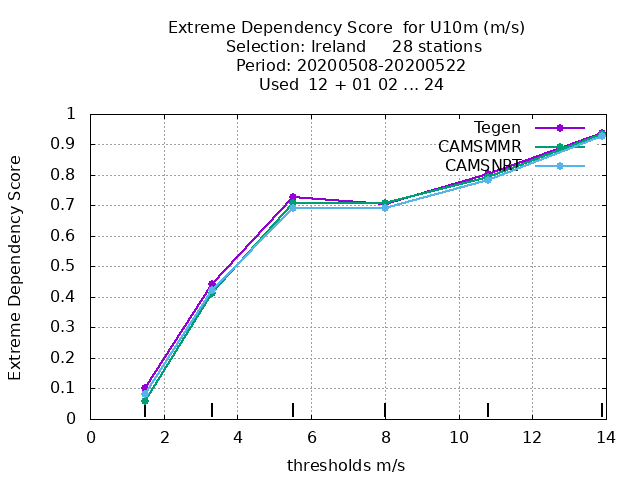 Extreme Dependency Score  for U10m (m/s)
Selection: Ireland     28 stations
Period: 20200508-20200522
Used  12 + 01 02 ... 24
Extreme Dependency Score
1
0.9
0.8
0.7
0.6
0.5
0.4
0.3
0.2
0.1
0
Tegen
CAMSMMR
CAMSNRT
0 2 4 6 8 10 12 14
thresholds m/s